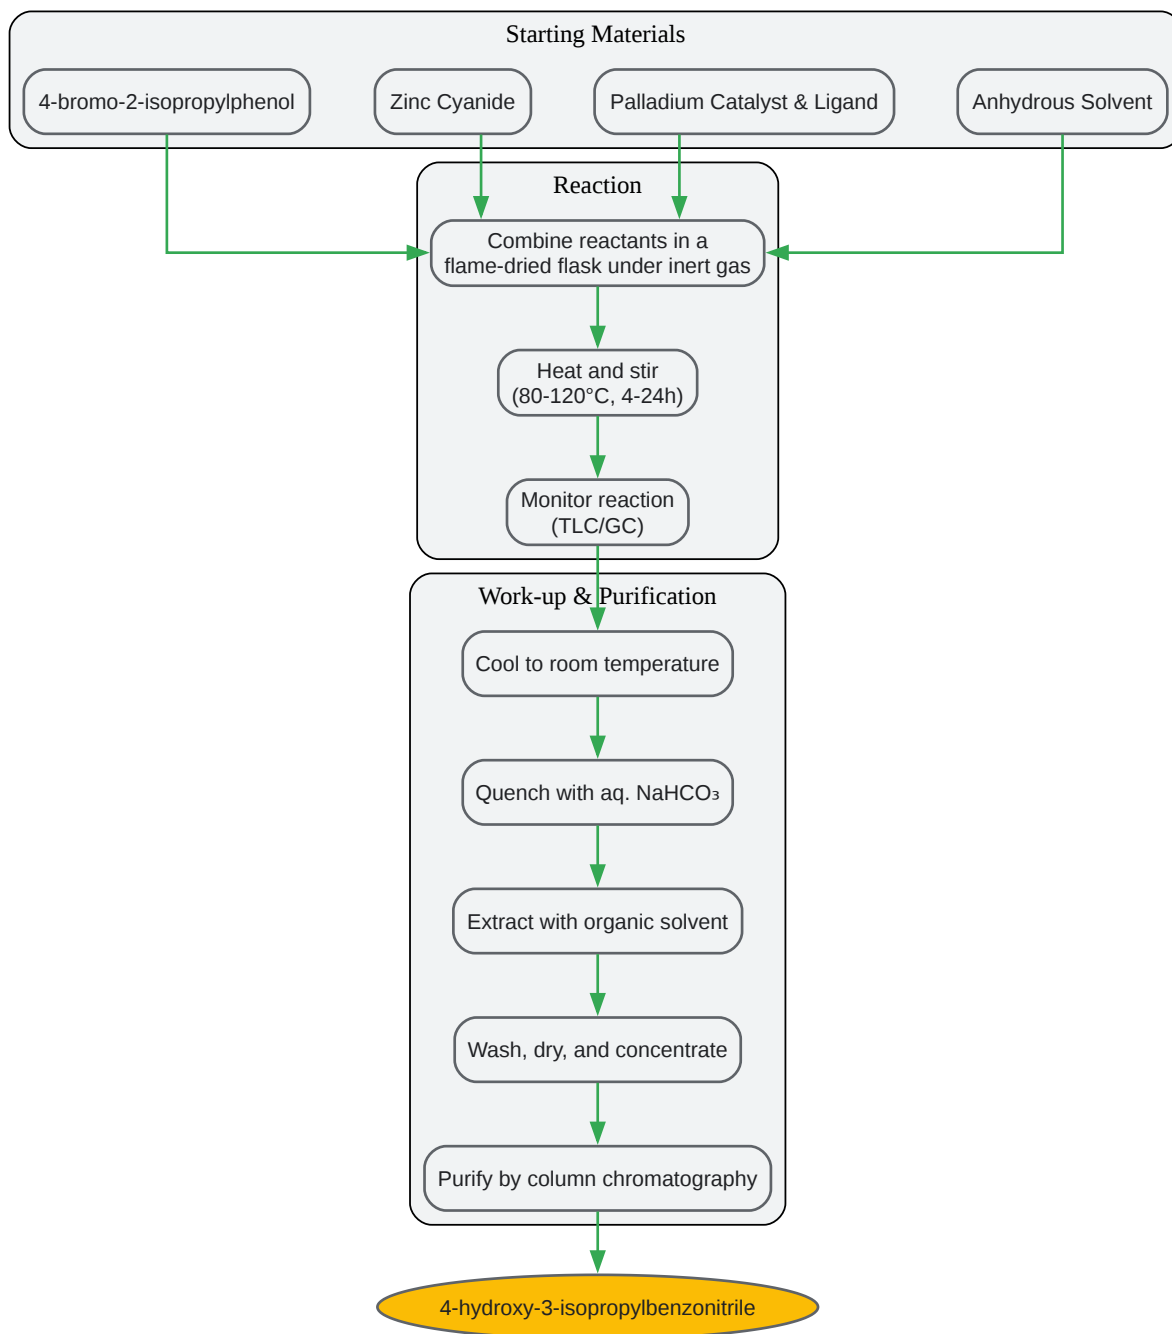 Starting Materials
4-bromo-2-isopropylphenol
Zinc Cyanide
Palladium Catalyst & Ligand
Anhydrous Solvent
Reaction
Combine reactants in a
flame-dried flask under inert gas
Heat and stir
(80-120°C, 4-24h)
Monitor reaction
(TLC/GC)
Work-up & Purification
Cool to room temperature
Quench with aq. NaHCO₃
Extract with organic solvent
Wash, dry, and concentrate
Purify by column chromatography
4-hydroxy-3-isopropylbenzonitrile